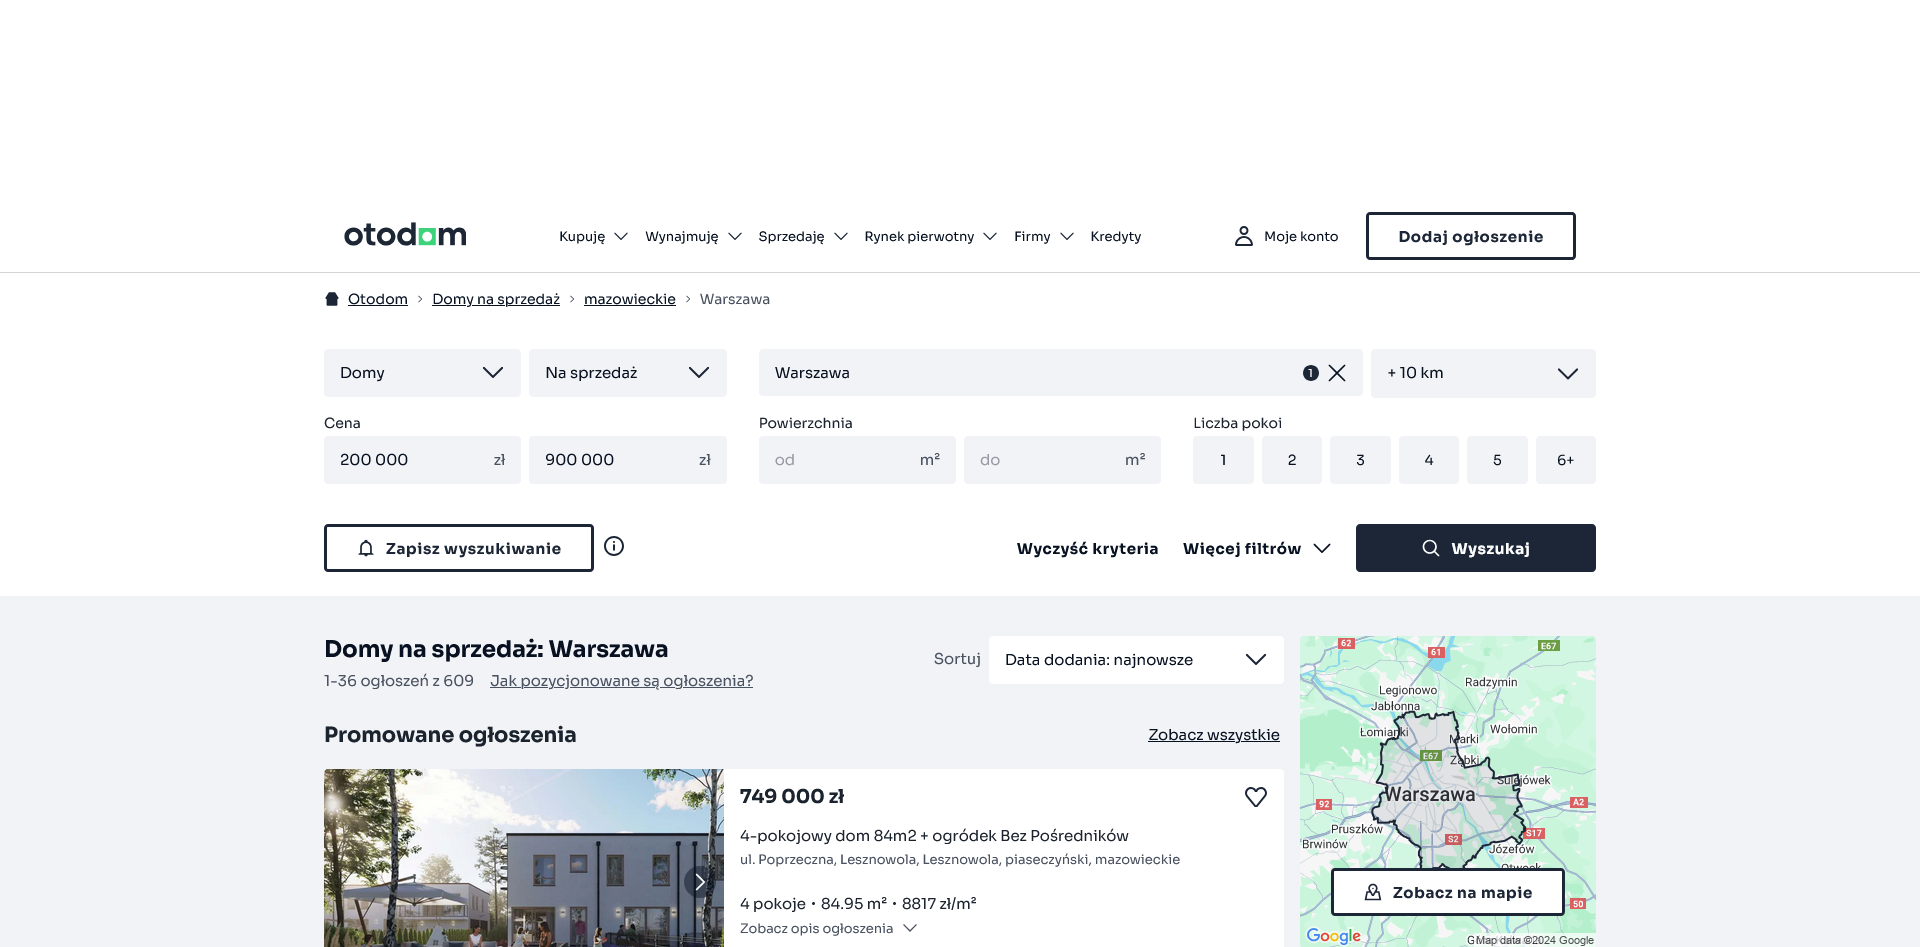 otodom
Kupuję Wynajmuję Sprzedaję Rynek pierwotny Firmy Kredyty
Moje konto
Dodaj ogłoszenie
Otodom > Domy na sprzedaż > mazowieckie > Warszawa
Domy
Na sprzedaż
Warszawa
1
+ 10 km
Cena
Powierzchnia
Liczba pokoi
200 000 zł
900 000 zł
od m²
do m²
1 2 3 4 5 6+
Zapisz wyszukiwanie
Wyczyść kryteria
Więcej filtrów
Wyszukaj
Domy na sprzedaż: Warszawa
1-36 ogłoszeń z 609
Jak pozycjonowane są ogłoszenia?
Sortuj
Data dodania: najnowsze
Promowane ogłoszenia
Zobacz wszystkie
749 000 zł
4-pokojowy dom 84m2 + ogródek Bez Pośredników
ul. Poprzeczna, Lesznowola, Lesznowola, piaseczyński, mazowieckie
4 pokoje • 84.95 m² • 8817 zł/m²
Zobacz opis ogłoszenia
62
61
E67
Legionowo
Radzymin
Jabłonna
Łomianki
Marki
Wołomin
E67
Ząbki
Sulejówek
Warszawa
92
A2
Pruszków
S2
S17
Brwinów
Józefów
Otwock
Zobacz na mapie
50
Google
Map data ©2024 Google